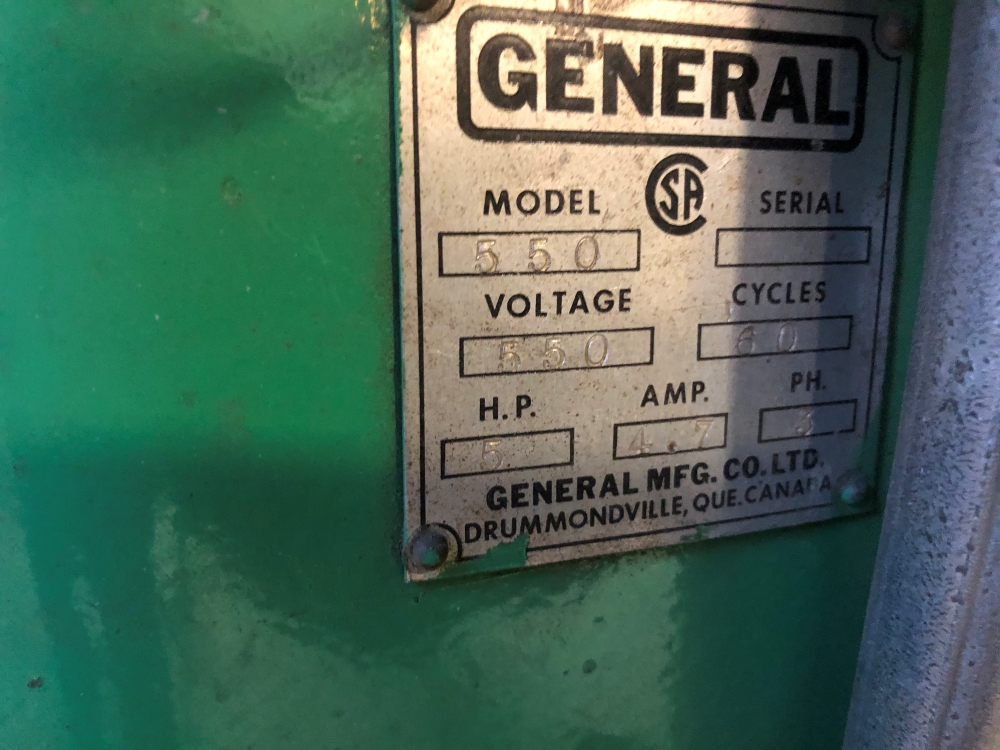 GENERAL
CSA
MODEL SERIAL
550
VOLTAGE CYCLES
550 60
H.P. AMP. PH.
5 4.7 3
GENERAL MFG. CO. LTD.
DRUMMONDVILLE, QUE. CANADA